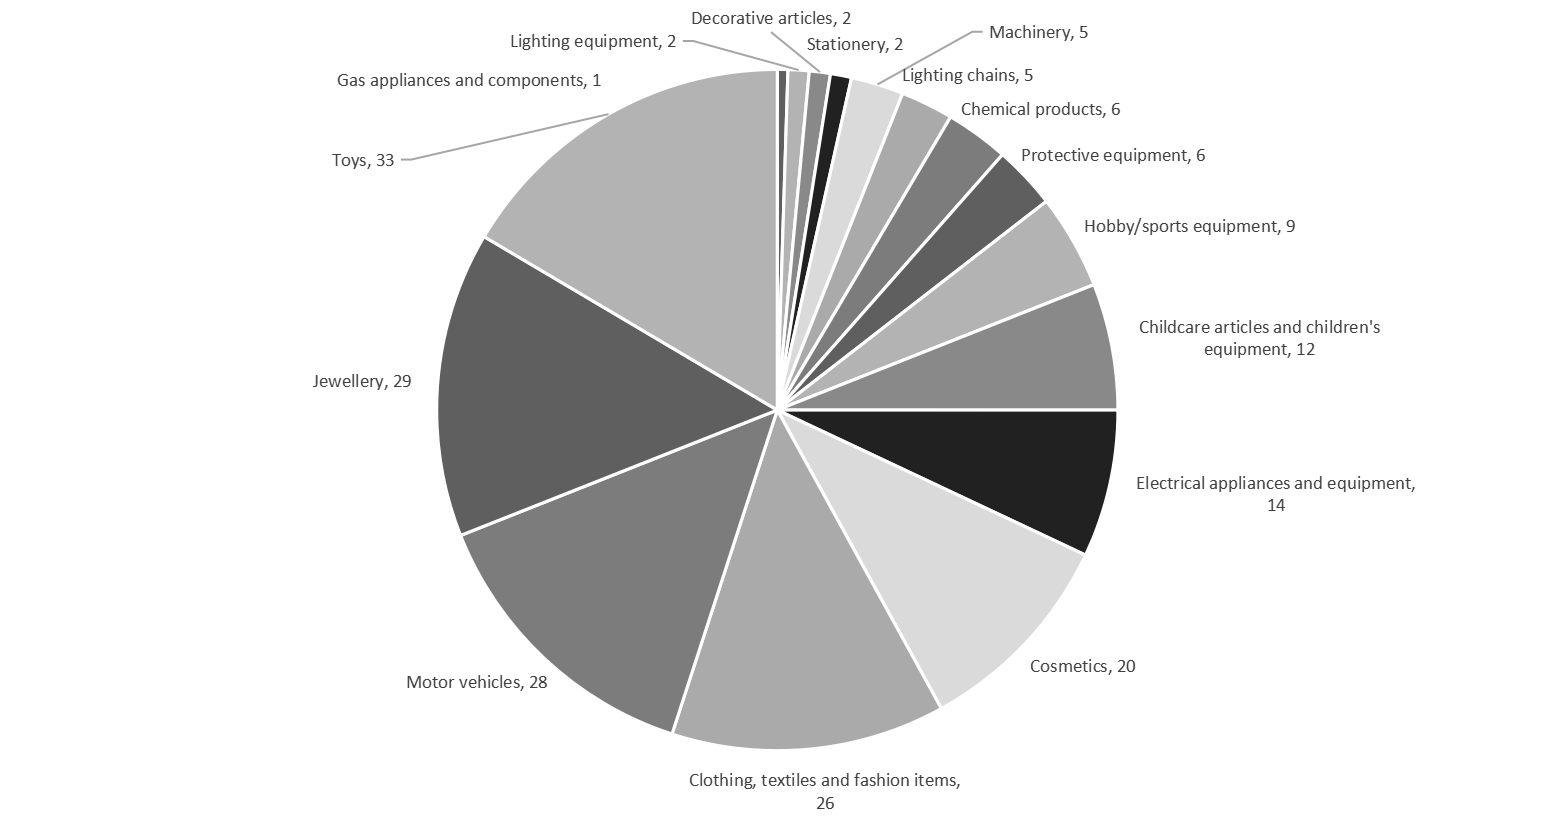 Decorative articles, 2
Lighting equipment, 2
Stationery, 2
Machinery, 5
Gas appliances and components, 1
Lighting chains, 5
Chemical products, 6
Toys, 33
Protective equipment, 6
Hobby/sports equipment, 9
Childcare articles and children's
equipment, 12
Jewellery, 29
Electrical appliances and equipment,
14
Cosmetics, 20
Motor vehicles, 28
Clothing, textiles and fashion items,
26